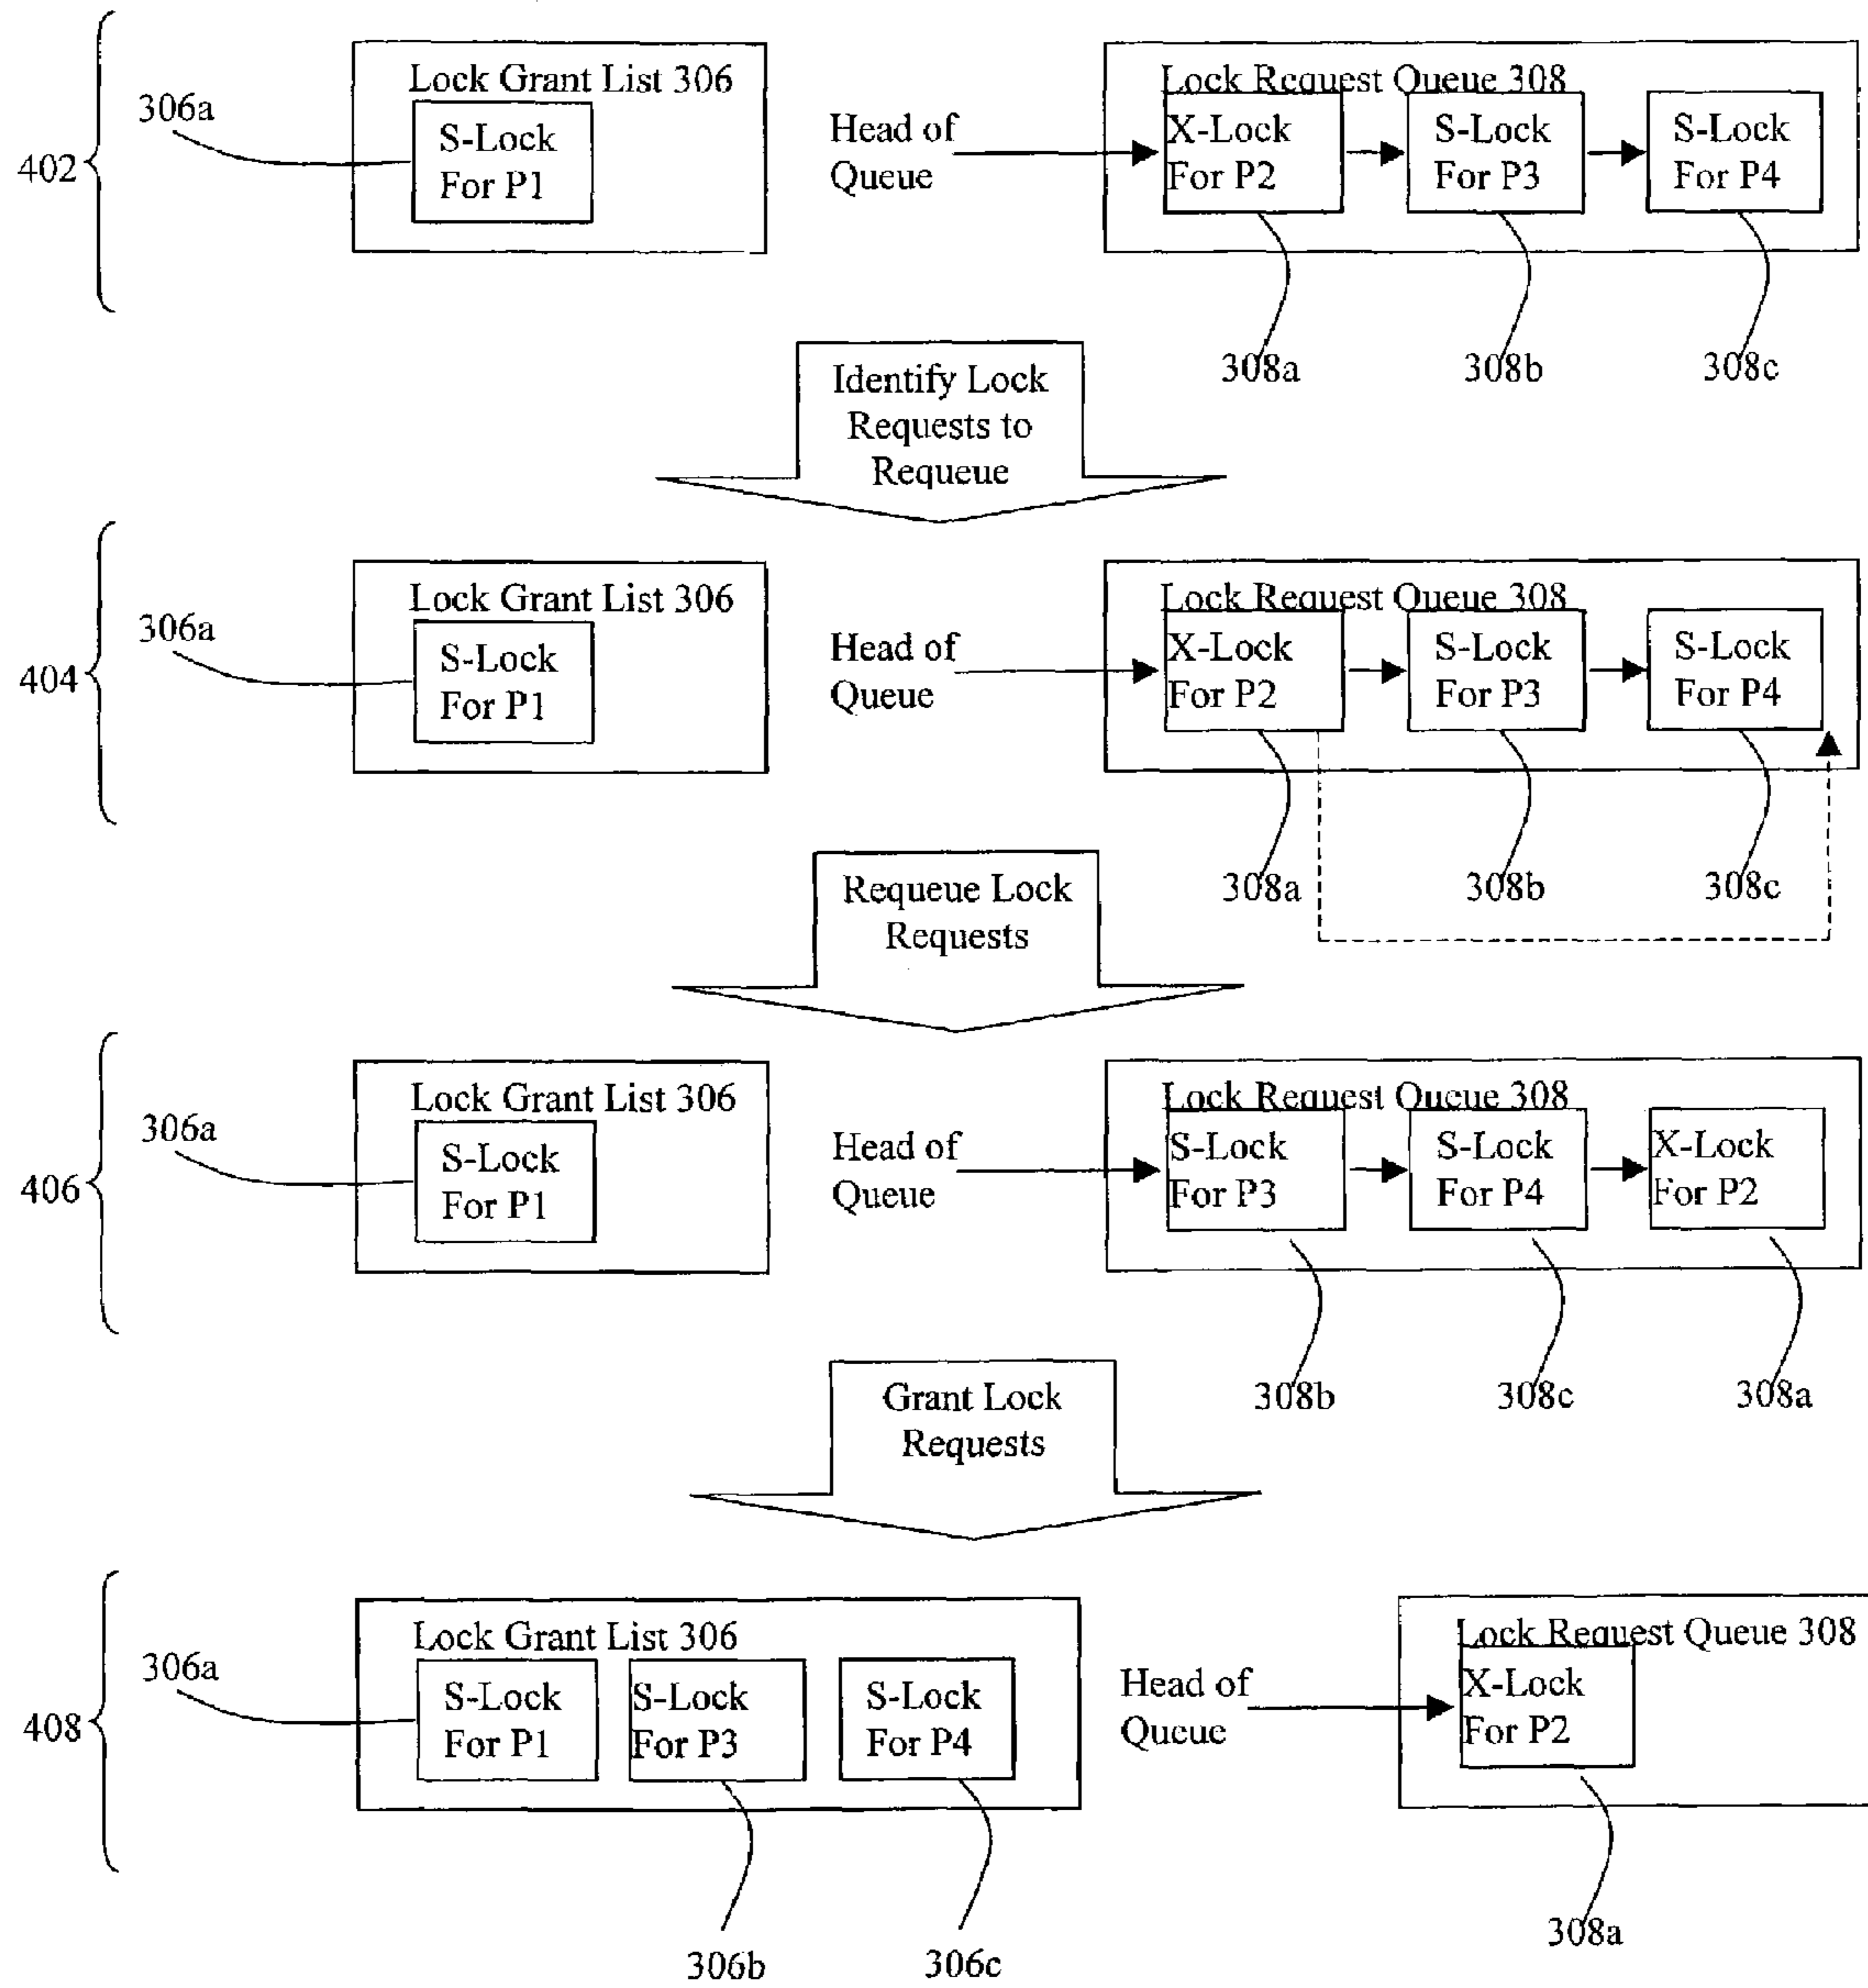 Lock Grant List 306
306a
S-Lock
For P1
402
Head of
Queue
Lock Request Queue 308
X-Lock
For P2
S-Lock
For P3
S-Lock
For P4
308a
308b
308c
Identify Lock
Requests to
Requeue
Lock Grant List 306
306a
S-Lock
For P1
404
Head of
Queue
Lock Request Queue 308
X-Lock
For P2
S-Lock
For P3
S-Lock
For P4
308a
308b
308c
Requeue Lock
Requests
Lock Grant List 306
306a
S-Lock
For P1
406
Head of
Queue
Lock Request Queue 308
S-Lock
For P3
S-Lock
For P4
X-Lock
For P2
308b
308c
308a
Grant Lock
Requests
Lock Grant List 306
306a
S-Lock
For P1
S-Lock
For P3
S-Lock
For P4
408
306b
306c
Head of
Queue
Lock Request Queue 308
X-Lock
For P2
308a